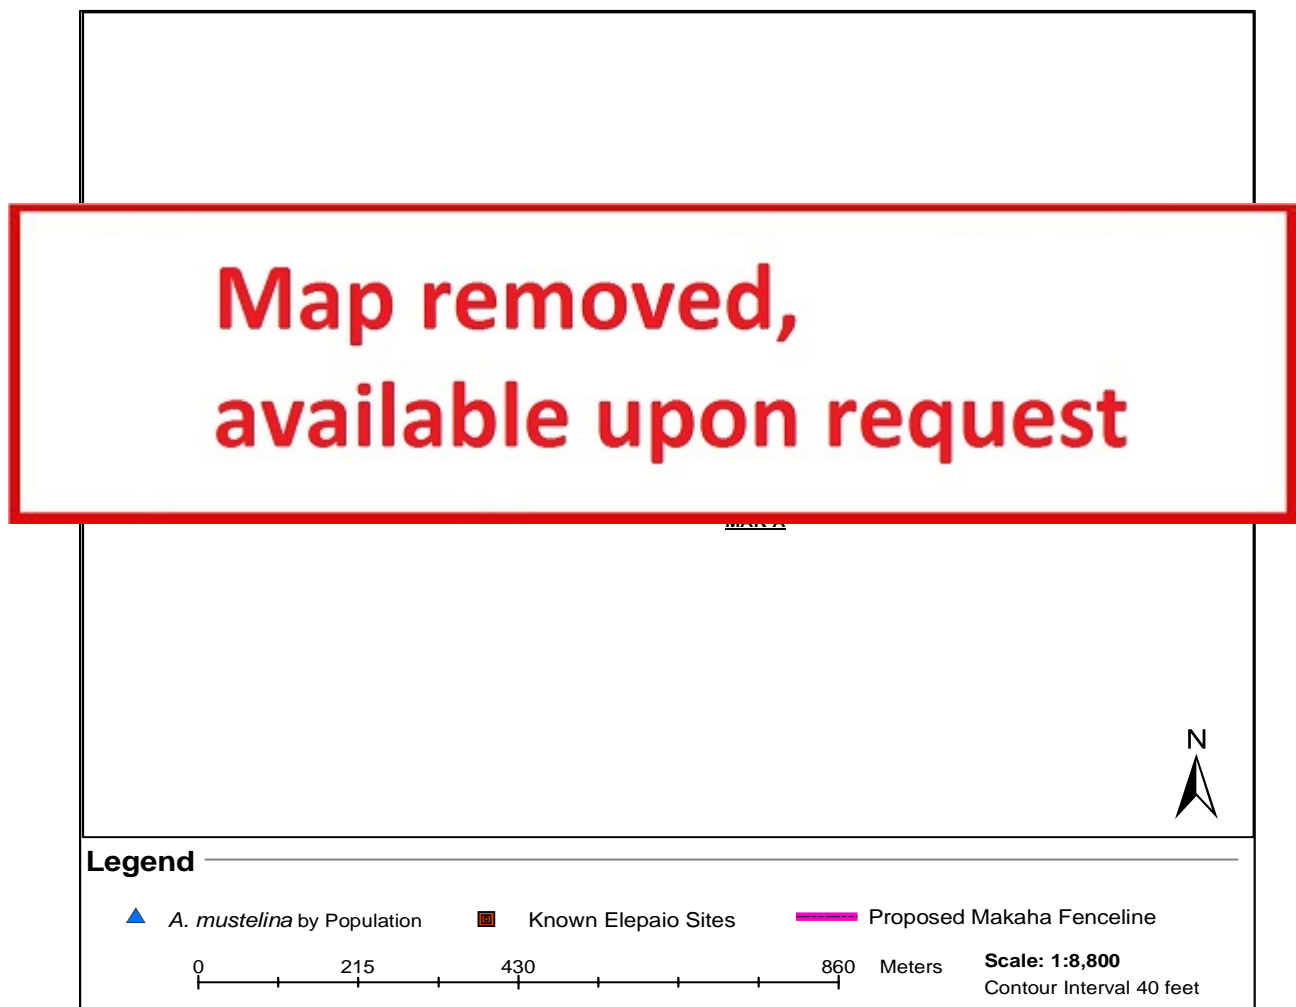 Map removed,
available upon request
N
Legend
A. mustelina by Population Known Elepaio Sites Proposed Makaha Fenceline
0 215 430 860 Meters Scale: 1:8,800
Contour Interval 40 feet